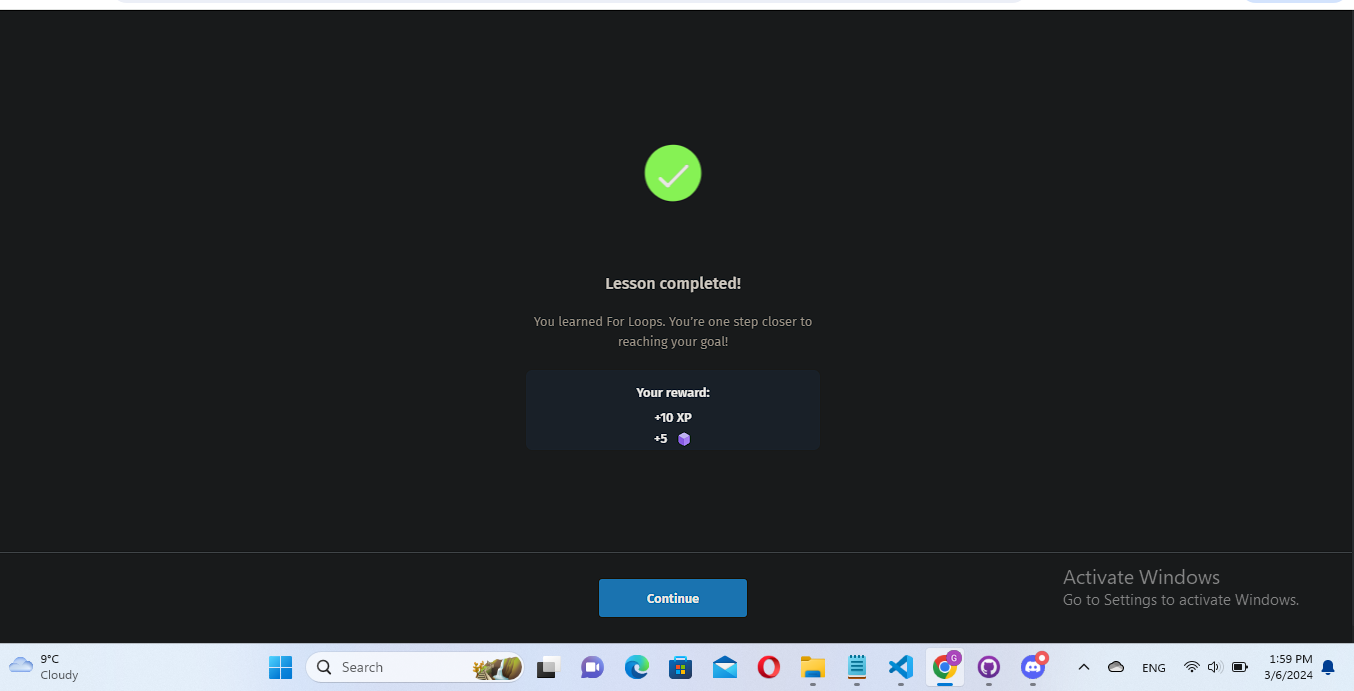 Lesson completed!
You learned For Loops. You’re one step closer to
reaching your goal!
Your reward:
+10 XP
+5
Continue
Activate Windows
Go to Settings to activate Windows.
9°C
Cloudy
Search
G
ENG
1:59 PM
3/6/2024